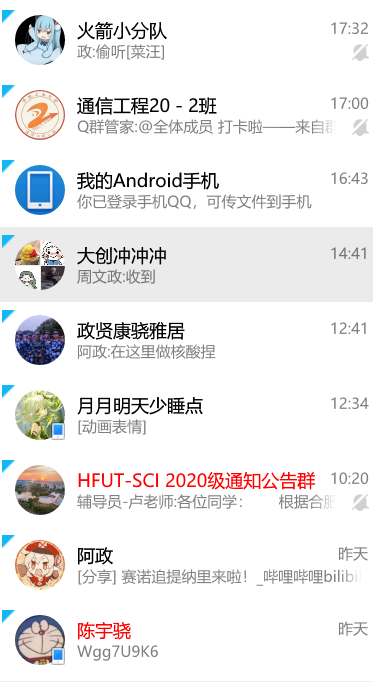 火箭小分队 17:32
政:偷听[菜汪]
通信工程20 - 2班 17:00
Q群管家:@全体成员 打卡啦——来自群
我的Android手机 16:43
你已登录手机QQ，可传文件到手机
大创冲冲冲 14:41
周文政:收到
政贤康骁雅居 12:41
阿政:在这里做核酸捏
月月明天少睡点 12:34
[动画表情]
HFUT-SCI 2020级通知公告群 10:20
辅导员-卢老师:各位同学： 根据合肥
阿政 昨天
[分享] 赛诺追提纳里来啦！_哔哩哔哩bilibili
陈宇骁 昨天
Wgg7U9K6